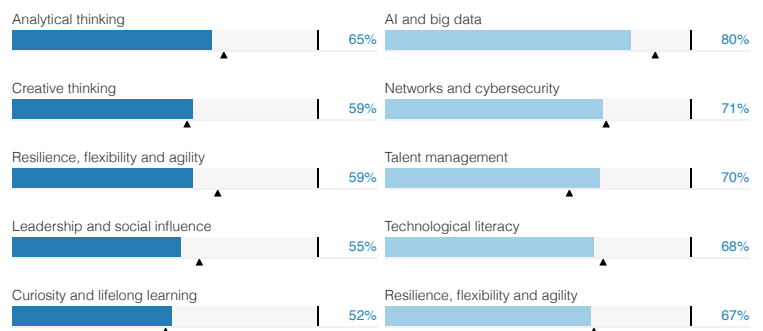 Analytical thinking
65%
Creative thinking
59%
Resilience, flexibility and agility
59%
Leadership and social influence
55%
Curiosity and lifelong learning
52%
AI and big data
80%
Networks and cybersecurity
71%
Talent management
70%
Technological literacy
68%
Resilience, flexibility and agility
67%